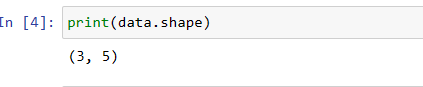 In [4]: print(data.shape)
(3, 5)